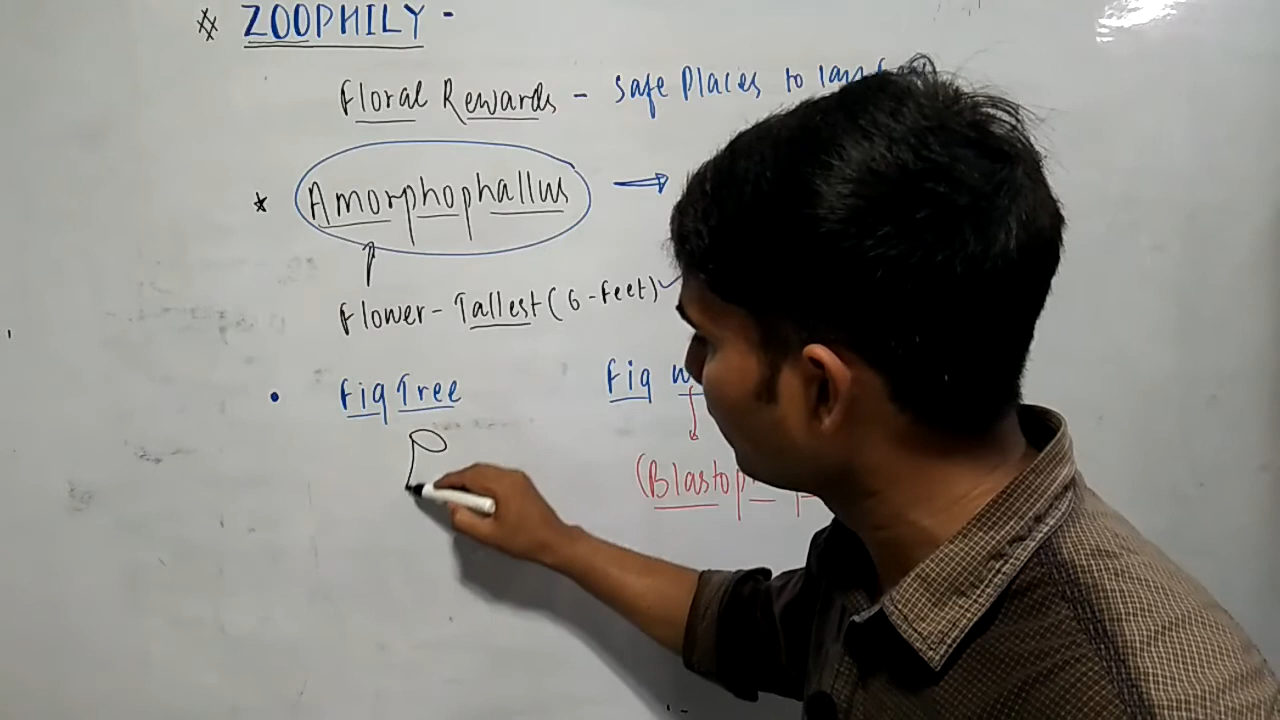 # ZOOPHILY -
Floral Rewards - Safe Places to lay
* Amorphophallus →
Flower - Tallest (6-feet) ✓
• Fig Tree Fig
(Blastop